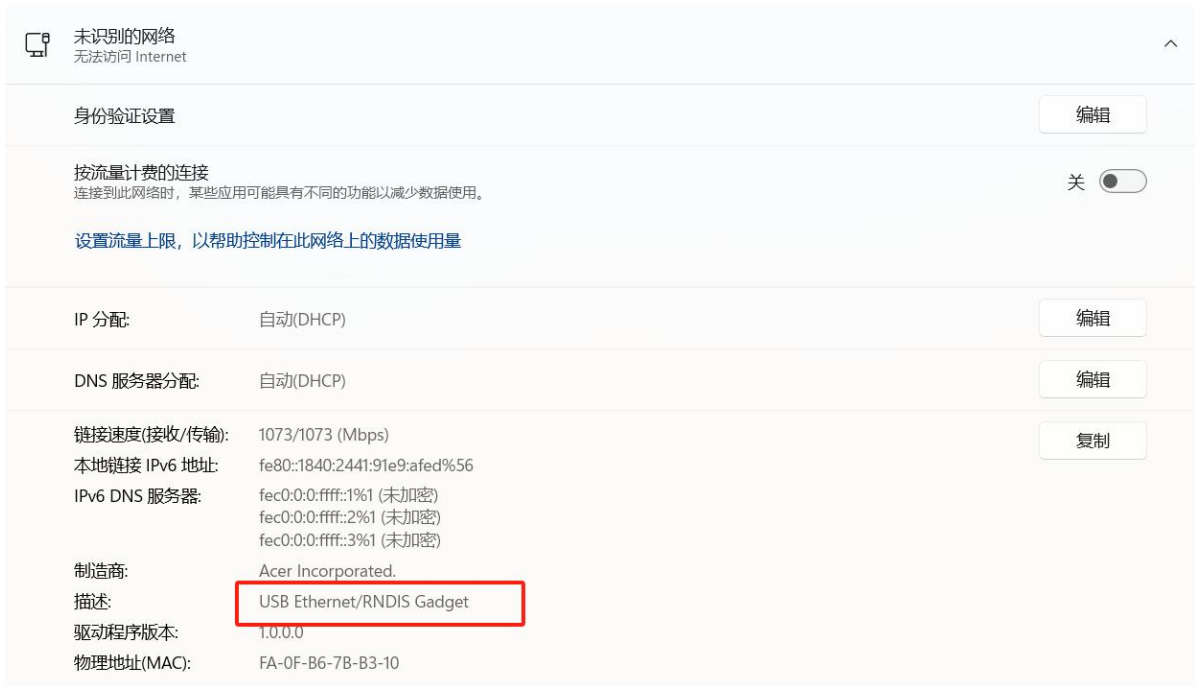 未识别的网络
无法访问 Internet
身份验证设置
编辑
按流量计费的连接
连接到此网络时，某些应用可能具有不同的功能以减少数据使用。
关
设置流量上限，以帮助控制在此网络上的数据使用量
IP 分配: 自动(DHCP) 编辑
DNS 服务器分配: 自动(DHCP) 编辑
链接速度(接收/传输): 1073/1073 (Mbps) 复制
本地链接 IPv6 地址: fe80::1840:2441:91e9:afed%56
IPv6 DNS 服务器: fec0:0:0:ffff::1%1 (未加密)
fec0:0:0:ffff::2%1 (未加密)
fec0:0:0:ffff::3%1 (未加密)
制造商: Acer Incorporated.
描述: USB Ethernet/RNDIS Gadget
驱动程序版本: 1.0.0.0
物理地址(MAC): FA-0F-B6-7B-B3-10